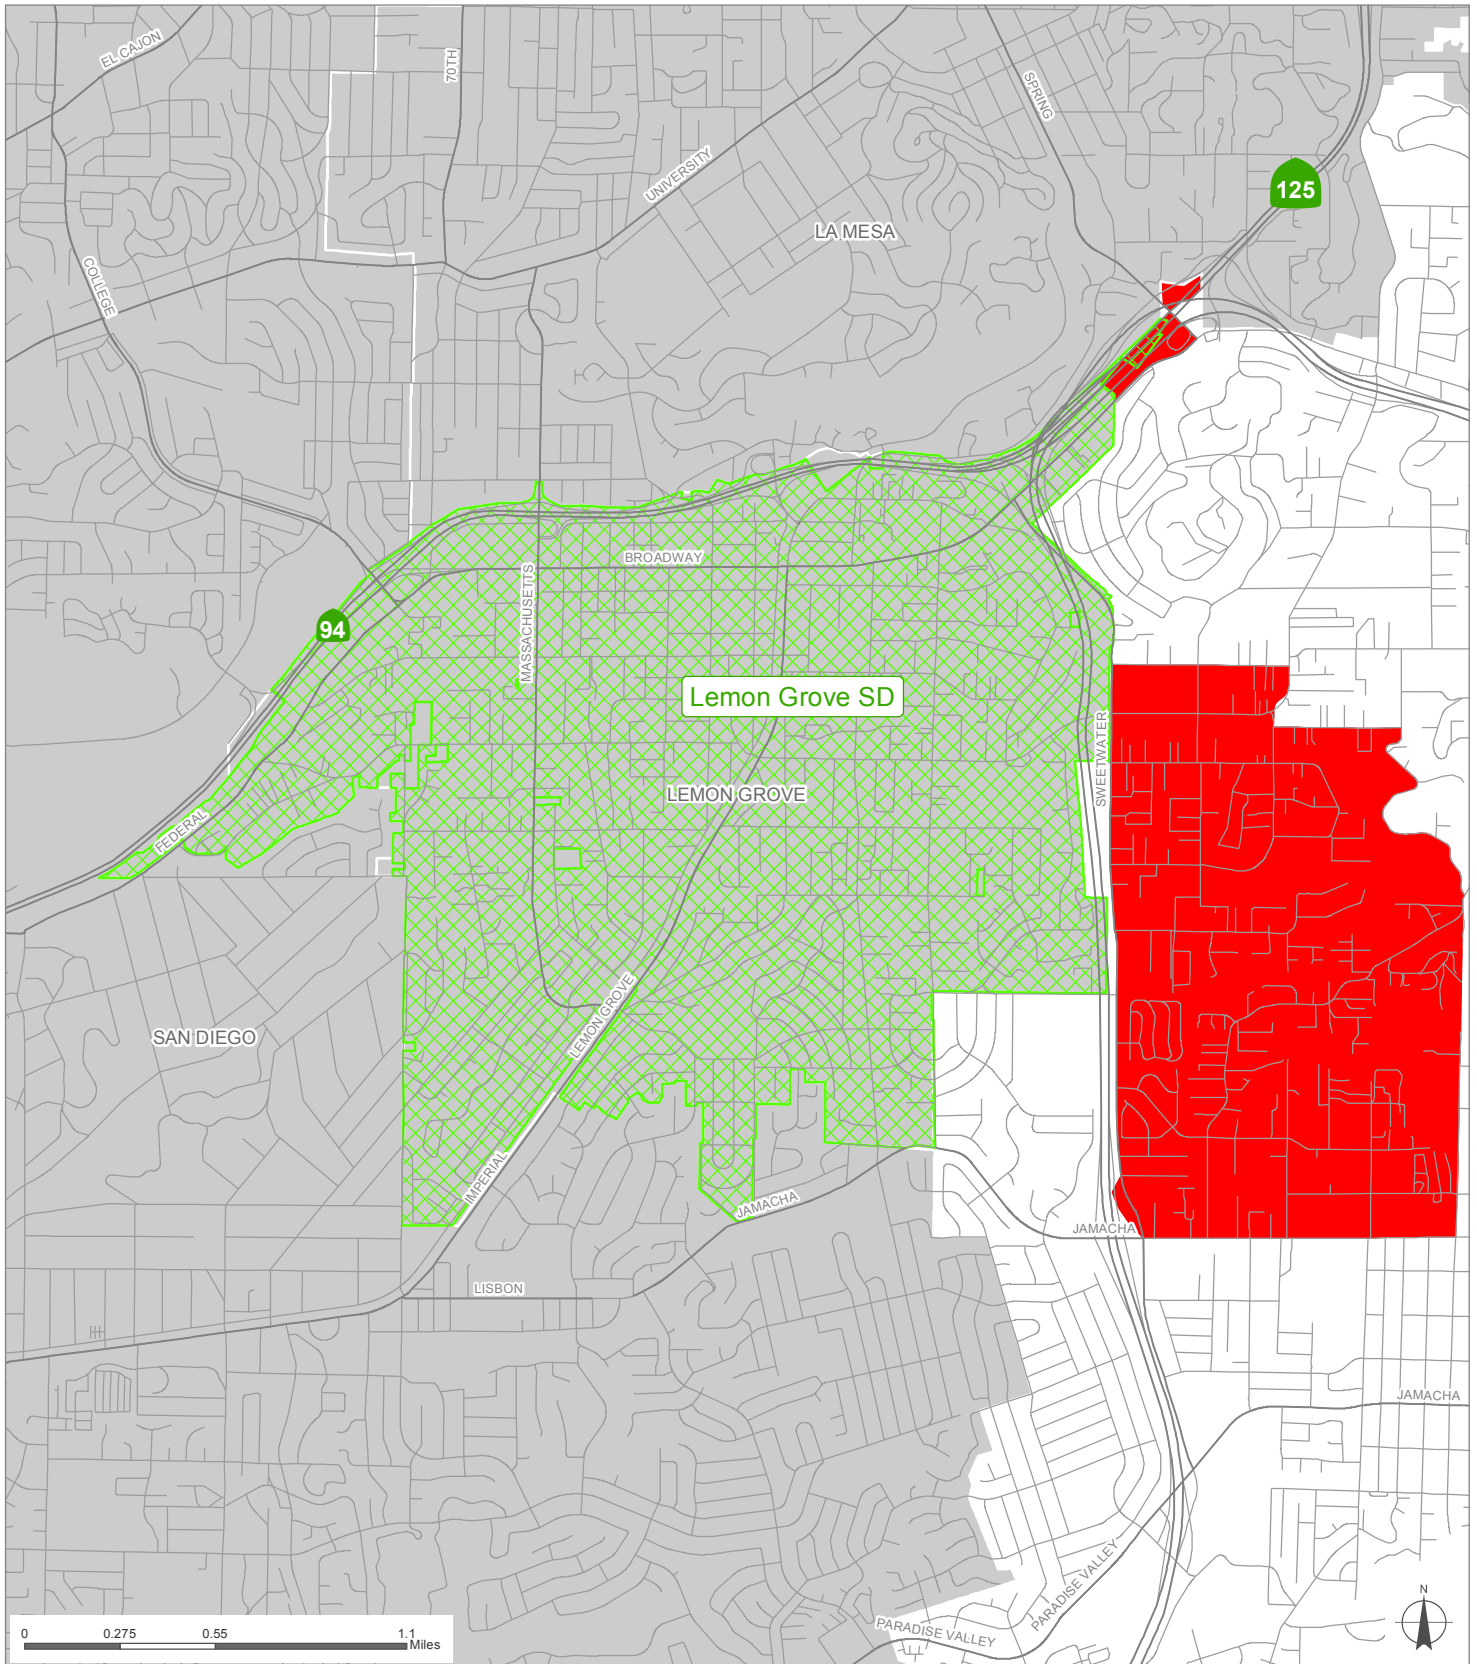 EL CAJON
70TH
SPRING
UNIVERSITY
125
LA MESA
COLLEGE
BROADWAY
MASSACHUSETTS
94
Lemon Grove SD
SWEETWATER
LEMON GROVE
FEDERAL
LEMON GROVE
SAN DIEGO
IMPERIAL
JAMACHA
JAMACHA
LISBON
JAMACHA
PARADISE VALLEY
PARADISE VALLEY
N
0 0.275 0.55 1.1
Miles